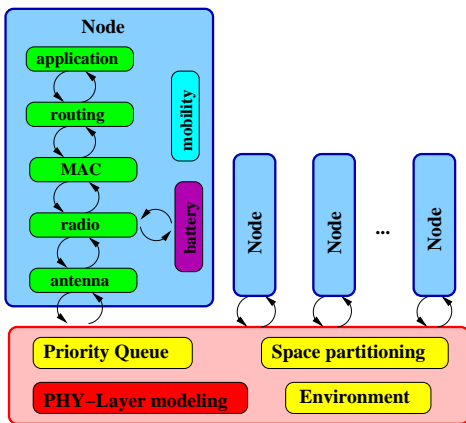 Node
application
routing
MAC
radio
antenna
mobility
battery
Node
Node
...
Node
Priority Queue
Space partitioning
PHY−Layer modeling
Environment